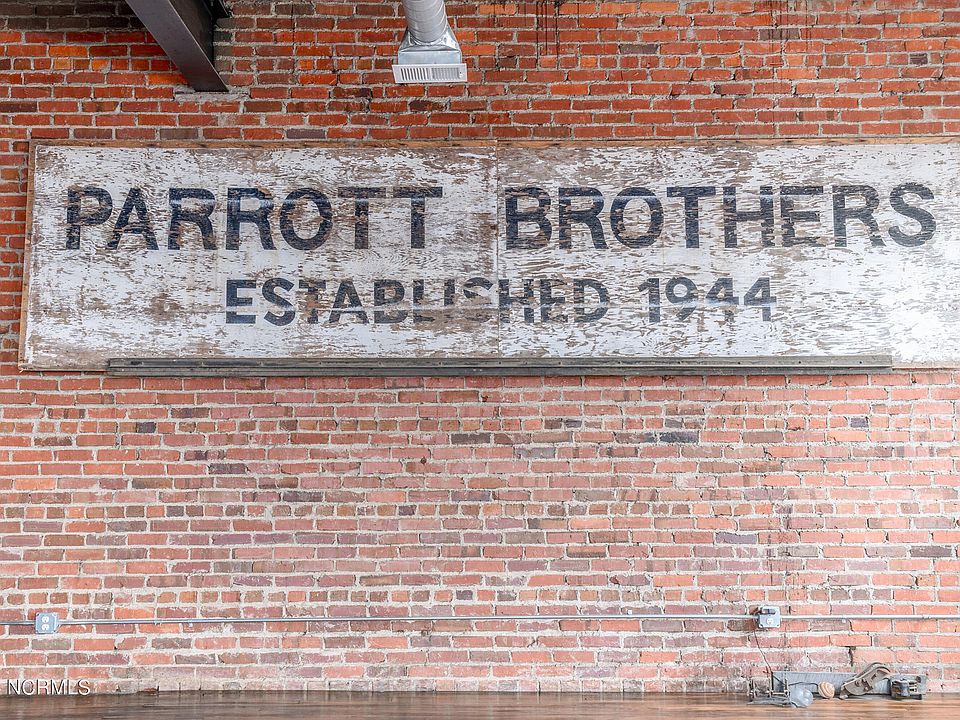 PARROTT BROTHERS
ESTABLISHED 1944
NCRMLS